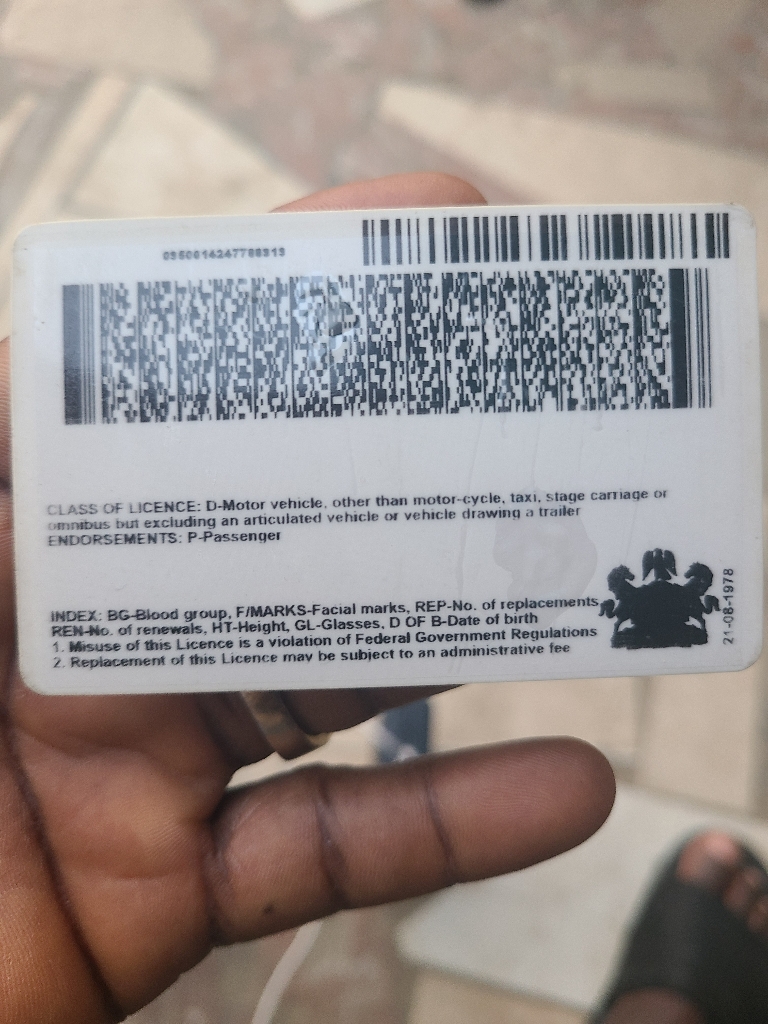 0350014247788313
CLASS OF LICENCE: D-Motor vehicle, other than motor-cycle, taxi, stage carriage or
omnibus but excluding an articulated vehicle or vehicle drawing a trailer
ENDORSEMENTS: P-Passenger
INDEX: BG-Blood group, F/MARKS-Facial marks, REP-No. of replacements,
REN-No. of renewals, HT-Height, GL-Glasses, D OF B-Date of birth
1. Misuse of this Licence is a violation of Federal Government Regulations
2. Replacement of this Licence may be subject to an administrative fee
21-08-1978